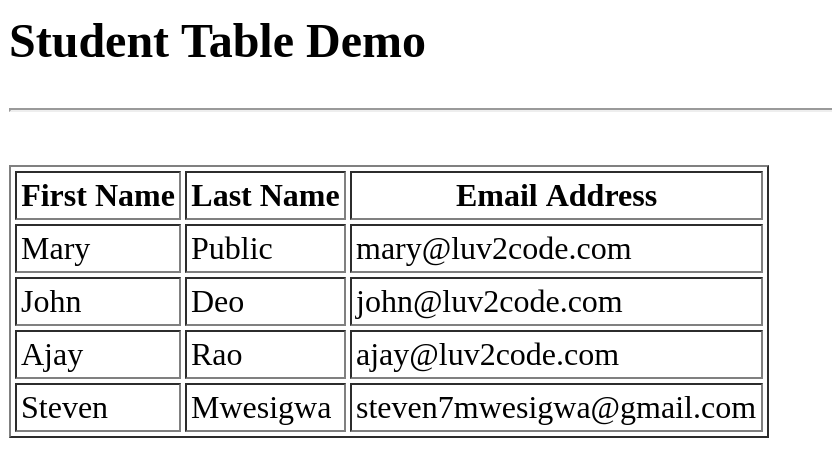 Student Table Demo
First Name Last Name Email Address
Mary Public mary@luv2code.com
John Deo john@luv2code.com
Ajay Rao ajay@luv2code.com
Steven Mwesigwa steven7mwesigwa@gmail.com